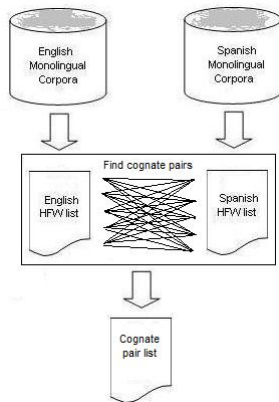 English
Monolingual
Corpora
Spanish
Monolingual
Corpora
Find cognate pairs
English
HFW list
Spanish
HFW list
Cognate
pair list